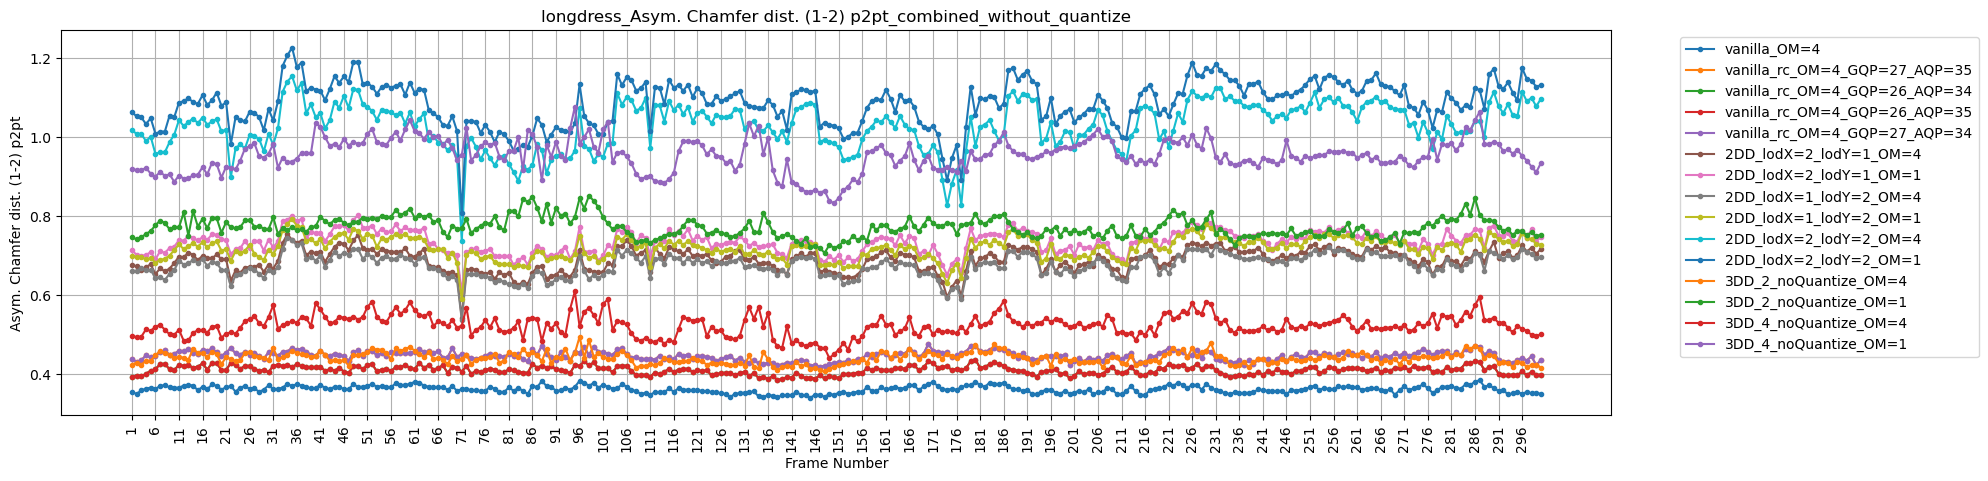 longdress_Asym. Chamfer dist. (1-2) p2pt_combined_without_quantize
Asym. Chamfer dist. (1-2) p2pt
1.2
1.0
0.8
0.6
0.4
1 6 11 16 21 26 31 36 41 46 51 56 61 66 71 76 81 86 91 96 101 106 111 116 121 126 131 136 141 146 151 156 161 166 171 176 181 186 191 196 201 206 211 216 221 226 231 236 241 246 251 256 261 266 271 276 281 286 291 296
Frame Number
vanilla_OM=4
vanilla_rc_OM=4_GQP=27_AQP=35
vanilla_rc_OM=4_GQP=26_AQP=34
vanilla_rc_OM=4_GQP=26_AQP=35
vanilla_rc_OM=4_GQP=27_AQP=34
2DD_lodX=2_lodY=1_OM=4
2DD_lodX=2_lodY=1_OM=1
2DD_lodX=1_lodY=2_OM=4
2DD_lodX=1_lodY=2_OM=1
2DD_lodX=2_lodY=2_OM=4
2DD_lodX=2_lodY=2_OM=1
3DD_2_noQuantize_OM=4
3DD_2_noQuantize_OM=1
3DD_4_noQuantize_OM=4
3DD_4_noQuantize_OM=1